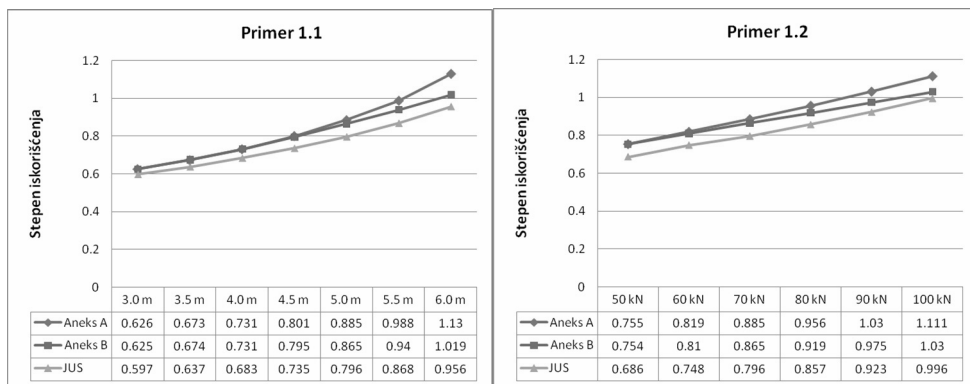 Primer 1.1
Stepen iskorišćenja
1.2
1
0.8
0.6
0.4
0.2
0
3.0 m 3.5 m 4.0 m 4.5 m 5.0 m 5.5 m 6.0 m
Aneks A 0.626 0.673 0.731 0.801 0.885 0.988 1.13
Aneks B 0.625 0.674 0.731 0.795 0.865 0.94 1.019
JUS 0.597 0.637 0.683 0.735 0.796 0.868 0.956
Primer 1.2
Stepen iskorišćenja
1.2
1
0.8
0.6
0.4
0.2
0
50 kN 60 kN 70 kN 80 kN 90 kN 100 kN
Aneks A 0.755 0.819 0.885 0.956 1.03 1.111
Aneks B 0.754 0.81 0.865 0.919 0.975 1.03
JUS 0.686 0.748 0.796 0.857 0.923 0.996